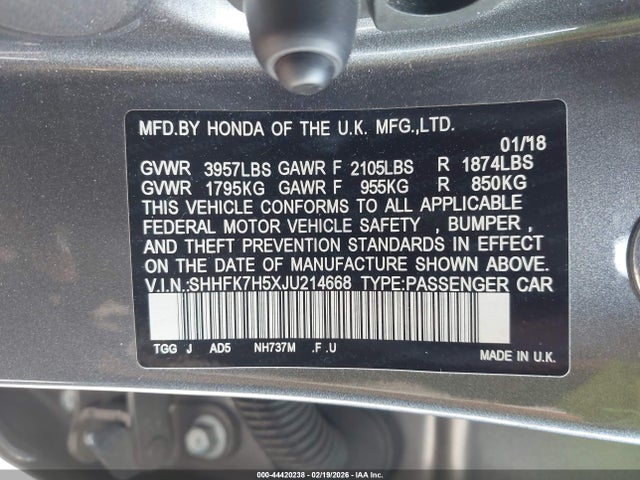 MFD.BY HONDA OF THE U.K. MFG.,LTD.
01/18
GVWR 3957LBS GAWR F 2105LBS R 1874LBS
GVWR 1795KG GAWR F 955KG R 850KG
THIS VEHICLE CONFORMS TO ALL APPLICABLE
FEDERAL MOTOR VEHICLE SAFETY , BUMPER ,
AND THEFT PREVENTION STANDARDS IN EFFECT
ON THE DATE OF MANUFACTURE SHOWN ABOVE.
V.I.N.:SHHFK7H5XJU214668 TYPE:PASSENGER CAR
TGG J AD5 NH737M .F .U
MADE IN U.K.
000-44420238 - 02/19/2026 - IAA Inc.